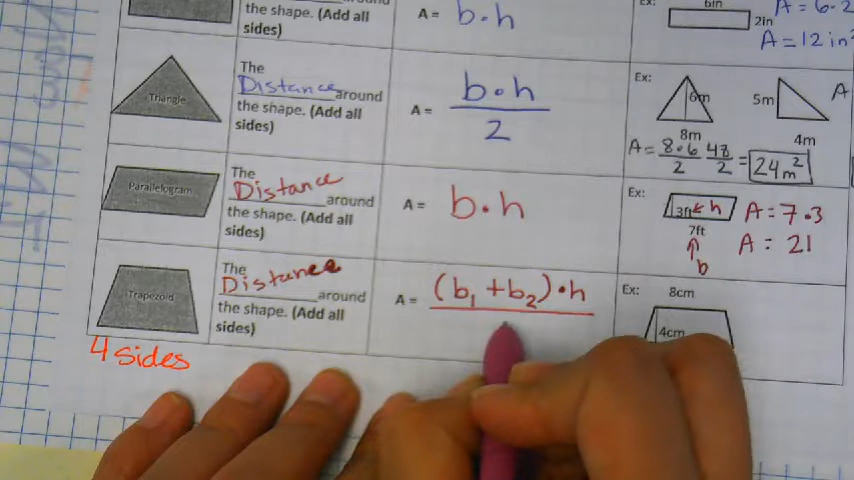 the shape. (Add all
sides)
A = b·h
Ex: 6in
2in
A = 6·2
A = 12 in²
Triangle
The
Distance around
the shape. (Add all
sides)
A = b·h
2
Ex:
6m
8m
A = 8·6 48
2 2
= 24 m²
5m
4m
A
Parallelogram
The
Distance around
the shape. (Add all
sides)
A = b·h
Ex:
3ft ← h
7ft
↑
b
A = 7·3
A = 21
Trapezoid
The
Distance around
the shape. (Add all
sides)
A = (b₁ + b₂)·h
Ex: 8cm
4cm
4 sides